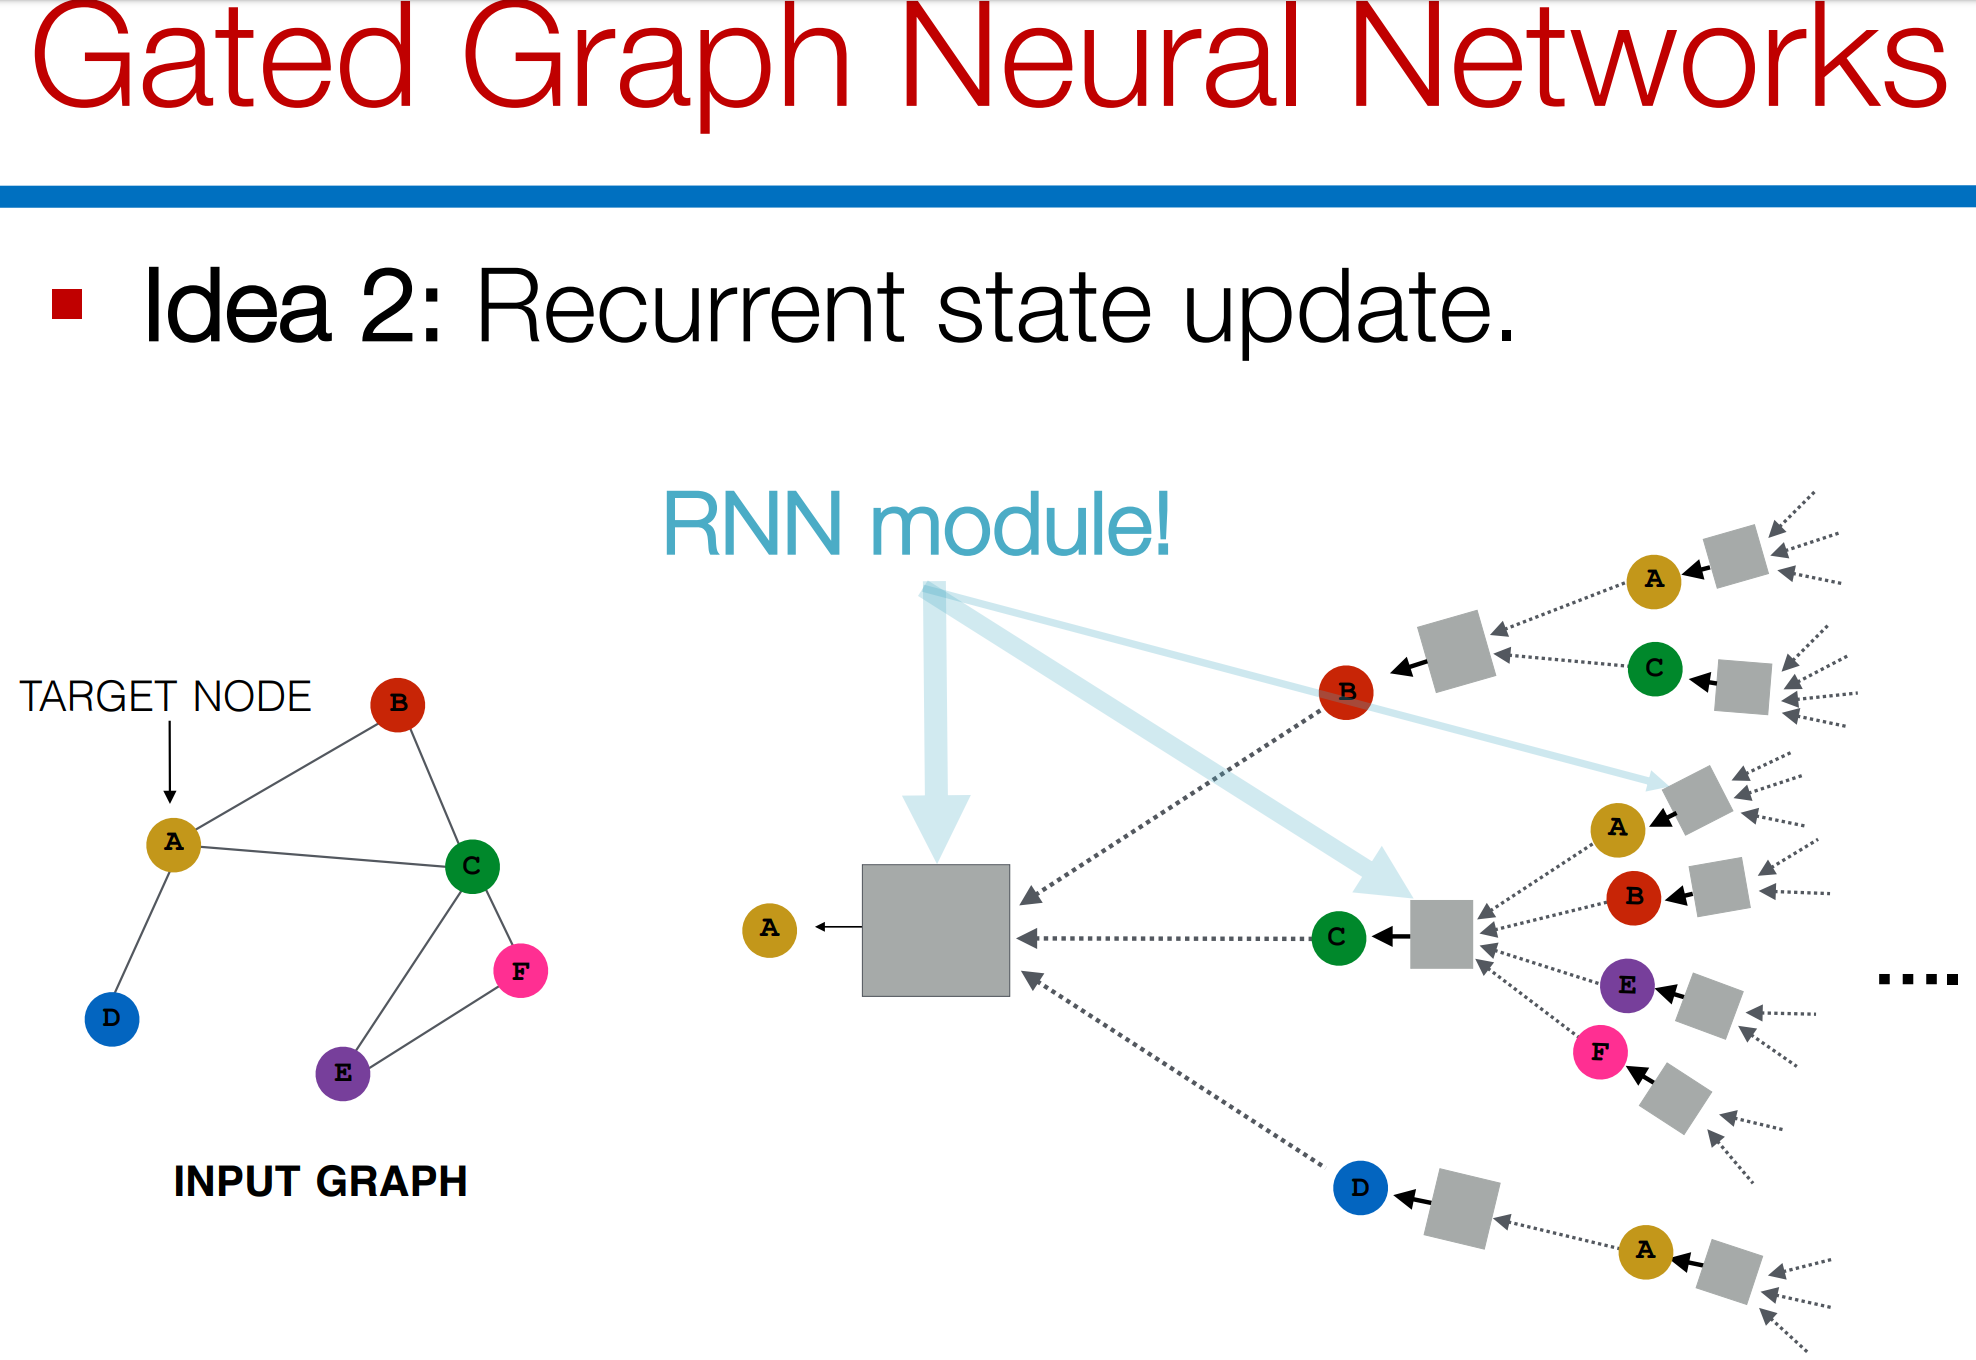 Gated Graph Neural Networks
▪ Idea 2: Recurrent state update.
RNN module!
TARGET NODE
B
A
C
F
D
E
INPUT GRAPH
A
B
C
D
A
C
A
B
E
F
A
....